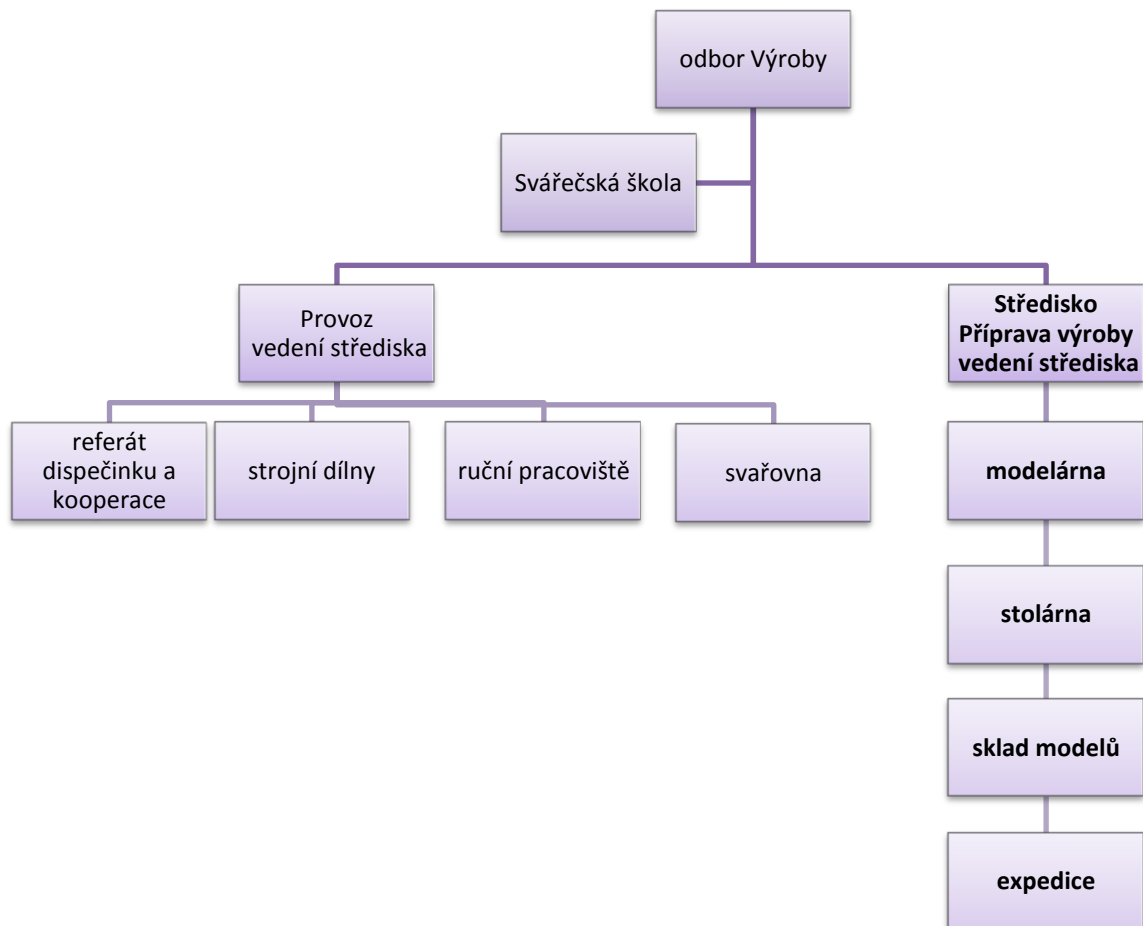 odbor Výroby
Svářečská škola
Provoz
vedení střediska
Středisko
Příprava výroby
vedení střediska
referát
dispečinku a
kooperace
strojní dílny
ruční pracoviště
svařovna
modelárna
stolárna
sklad modelů
expedice